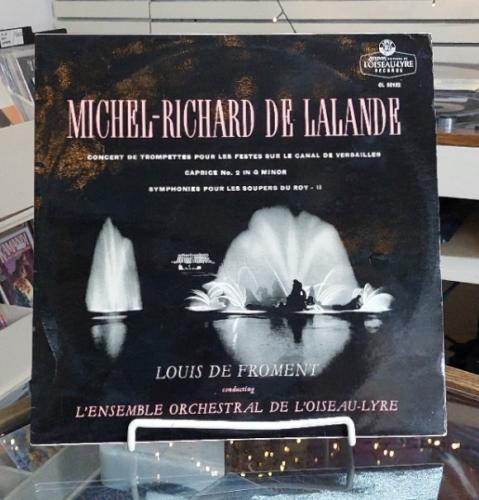 L'OISEAU-LYRE
RECORDS
MICHEL-RICHARD DE LALANDE
CONCERT DE TROMPETTES POUR LES FESTES SUR LE CANAL DE VERSAILLES
CAPRICE No. 2 IN G MINOR
SYMPHONIES POUR LES SOUPERS DU ROY - II
LOUIS DE FROMENT
conducting
L'ENSEMBLE ORCHESTRAL DE L'OISEAU-LYRE